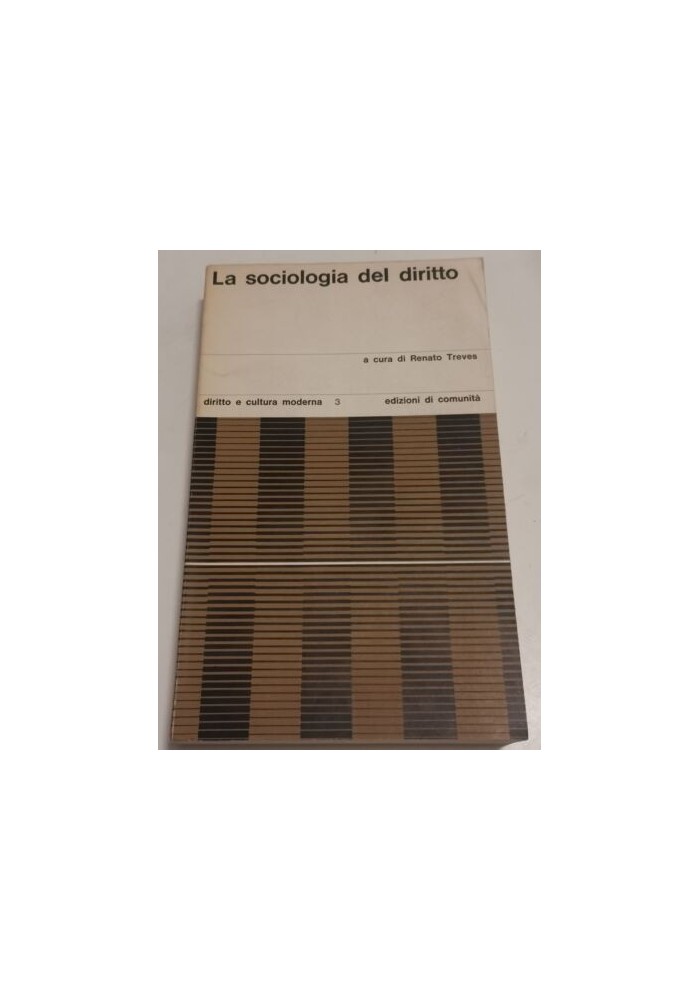 La sociologia del diritto
a cura di Renato Treves
diritto e cultura moderna 3 edizioni di comunità